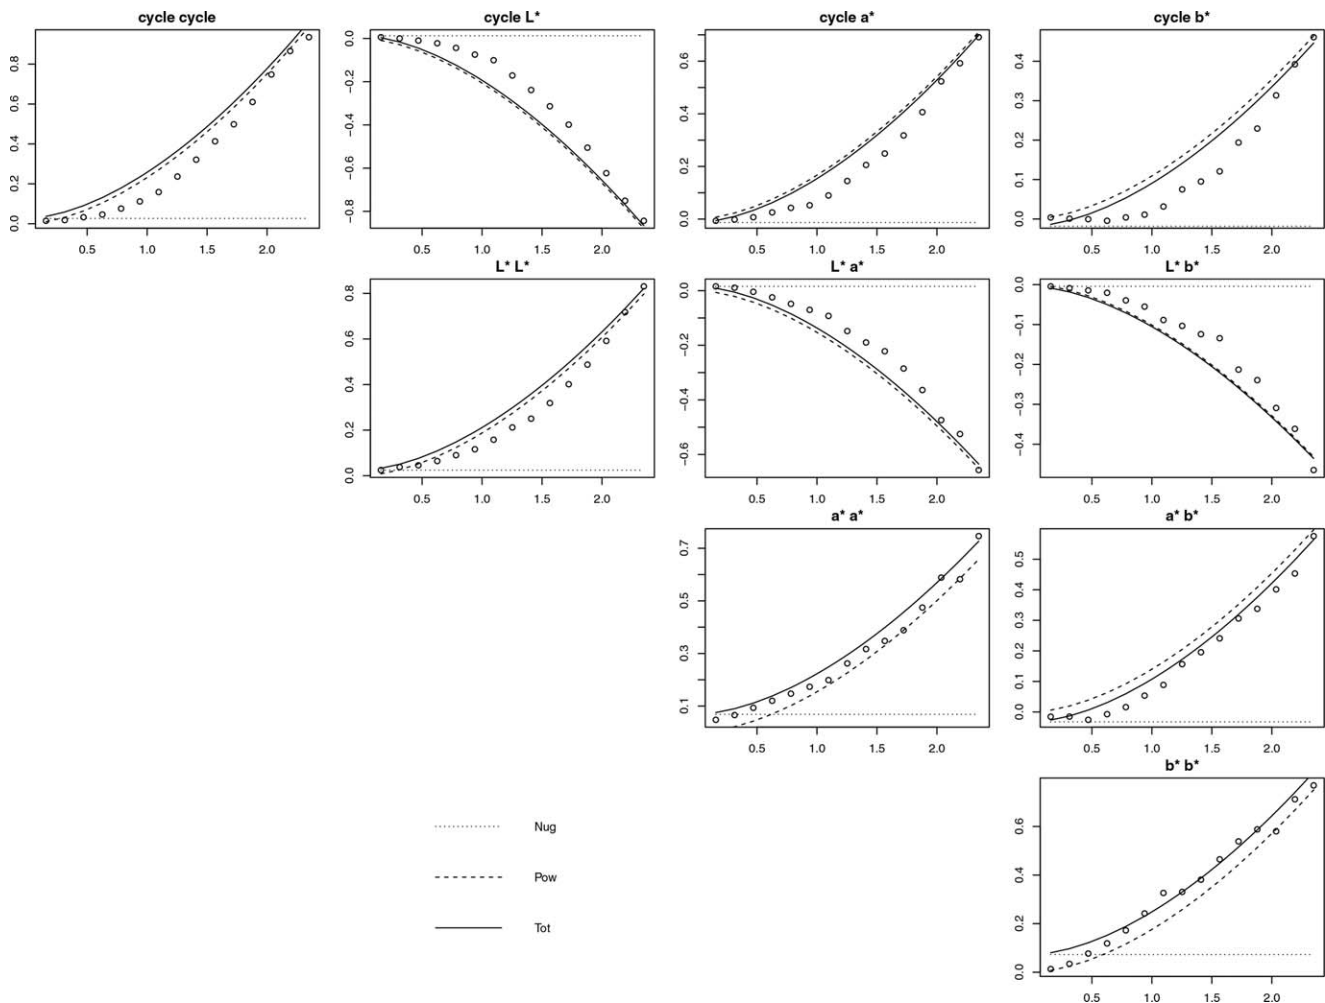 cycle cycle
0.0 0.2 0.4 0.6 0.8
0.5 1.0 1.5 2.0
cycle L*
−0.8 −0.6 −0.4 −0.2 0.0
0.5 1.0 1.5 2.0
cycle a*
0.0 0.2 0.4 0.6
0.5 1.0 1.5 2.0
cycle b*
0.0 0.1 0.2 0.3 0.4
0.5 1.0 1.5 2.0
L* L*
0.0 0.2 0.4 0.6 0.8
0.5 1.0 1.5 2.0
L* a*
−0.6 −0.4 −0.2 0.0
0.5 1.0 1.5 2.0
L* b*
−0.4 −0.3 −0.2 −0.1 0.0
0.5 1.0 1.5 2.0
a* a*
0.1 0.3 0.5 0.7
0.5 1.0 1.5 2.0
a* b*
0.0 0.1 0.2 0.3 0.4 0.5
0.5 1.0 1.5 2.0
b* b*
0.0 0.2 0.4 0.6
0.5 1.0 1.5 2.0
Nug
Pow
Tot